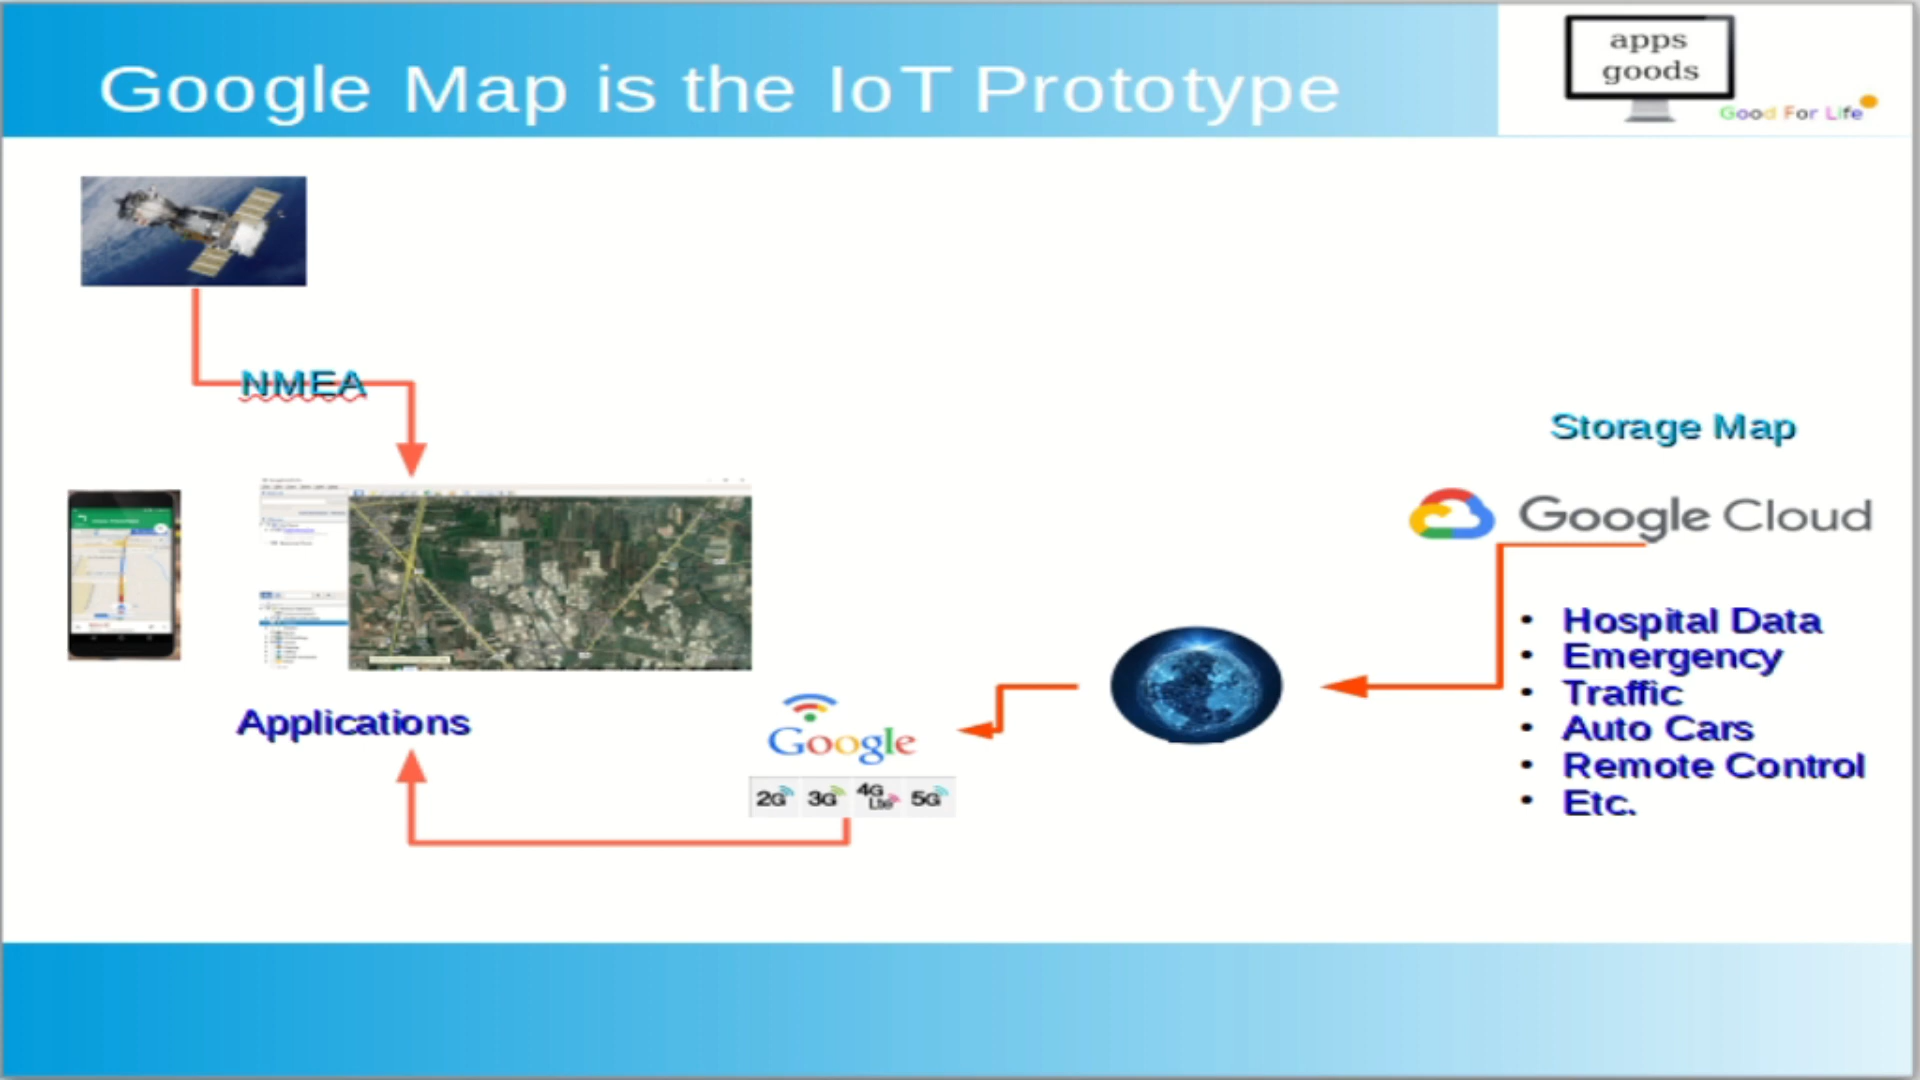 Google Map is the IoT Prototype
apps
goods
Good For Life
NMEA
Storage Map
Google Cloud
Applications
Google
2G 3G 4G Lte 5G
• Hospital Data
• Emergency
• Traffic
• Auto Cars
• Remote Control
• Etc.